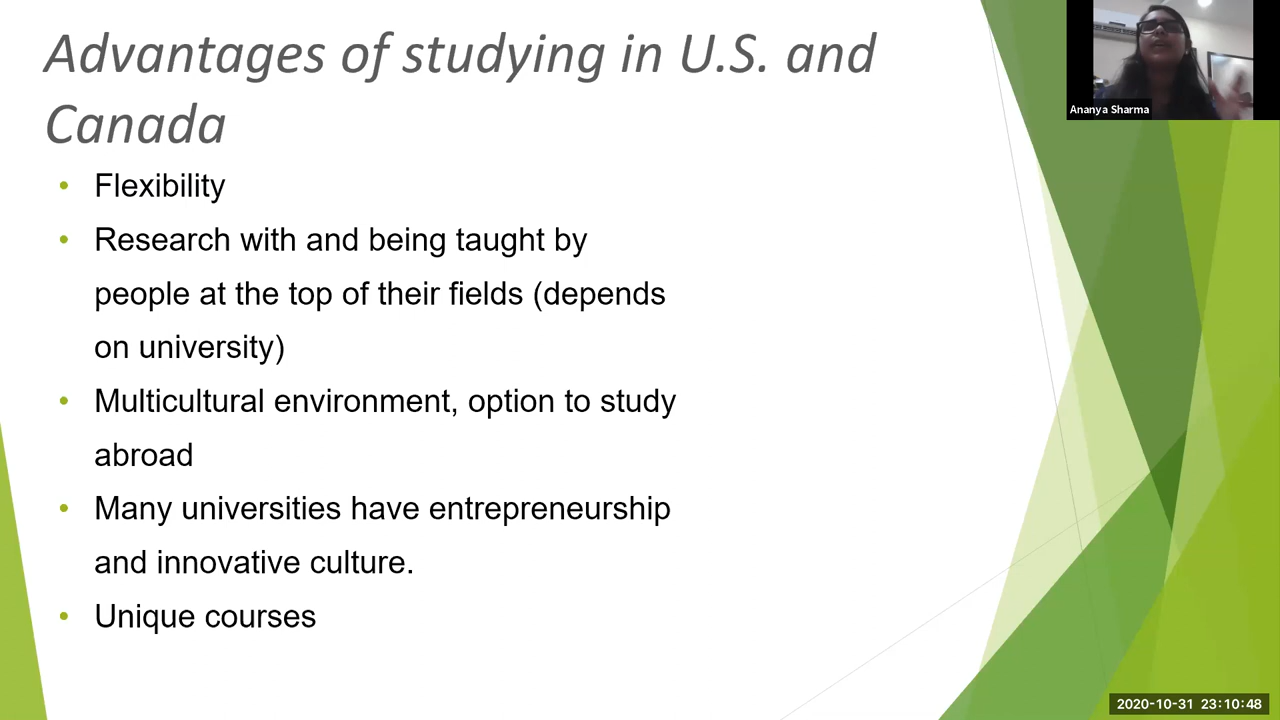 Advantages of studying in U.S. and
Canada
Ananya Sharma
• Flexibility
• Research with and being taught by
people at the top of their fields (depends
on university)
• Multicultural environment, option to study
abroad
• Many universities have entrepreneurship
and innovative culture.
• Unique courses
2020-10-31 23:10:48